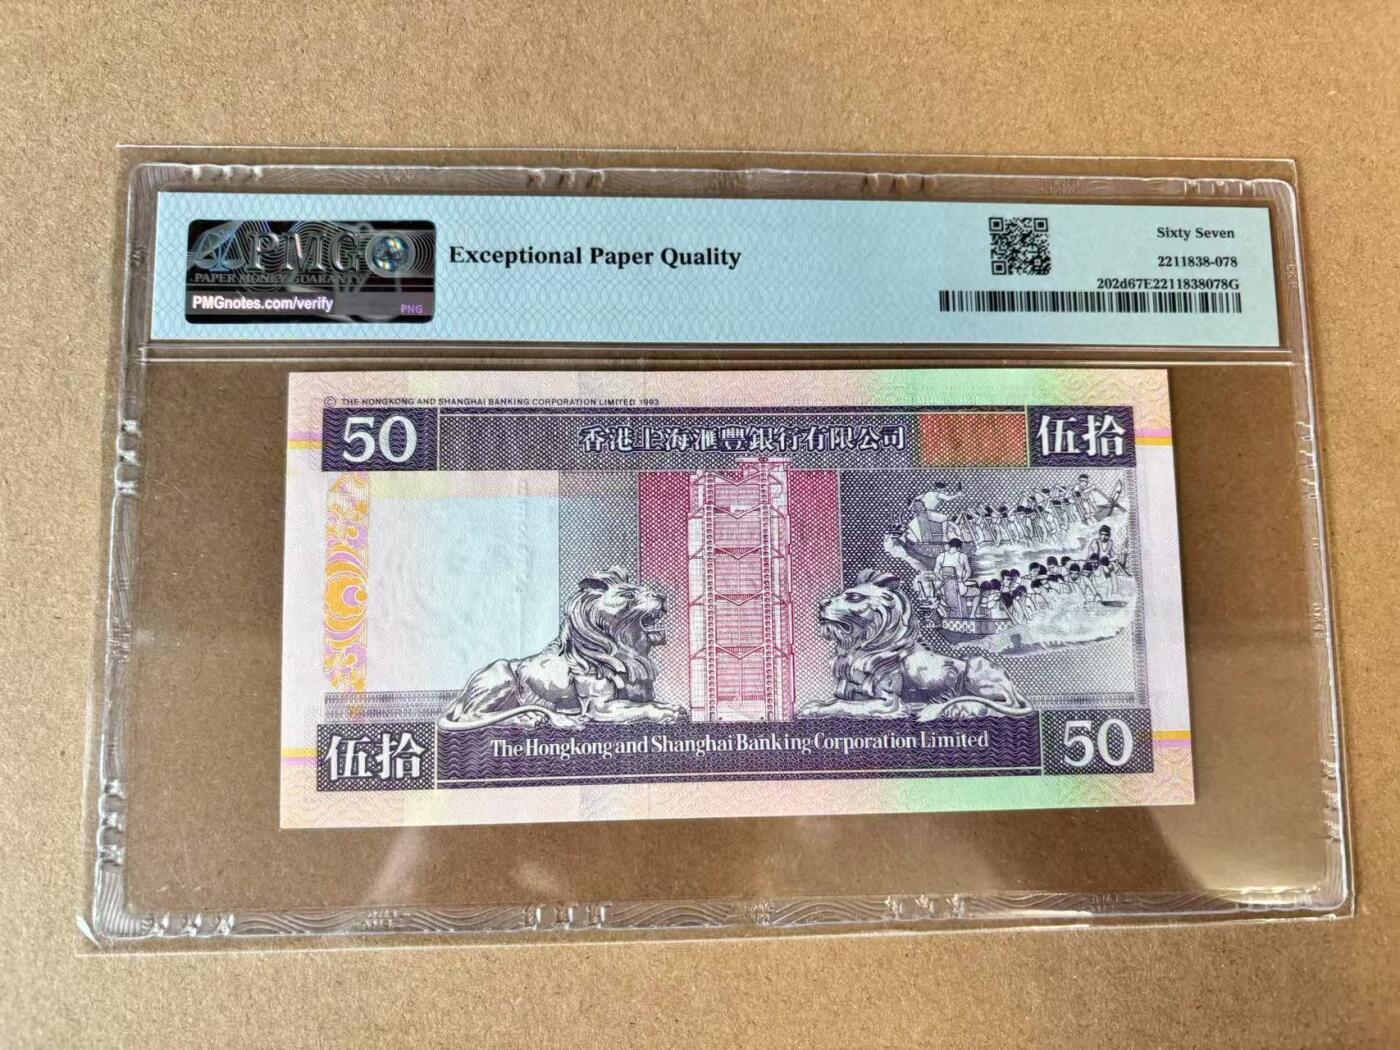 PMG
PAPER MONEY GUARANTY
PMGnotes.com/verify
PNG
Exceptional Paper Quality
Sixty Seven
2211838-078
202d67E2211838078G
© THE HONGKONG AND SHANGHAI BANKING CORPORATION LIMITED 1993
50
香港上海滙豐銀行有限公司
伍拾
伍拾
The Hongkong and Shanghai Banking Corporation Limited
50